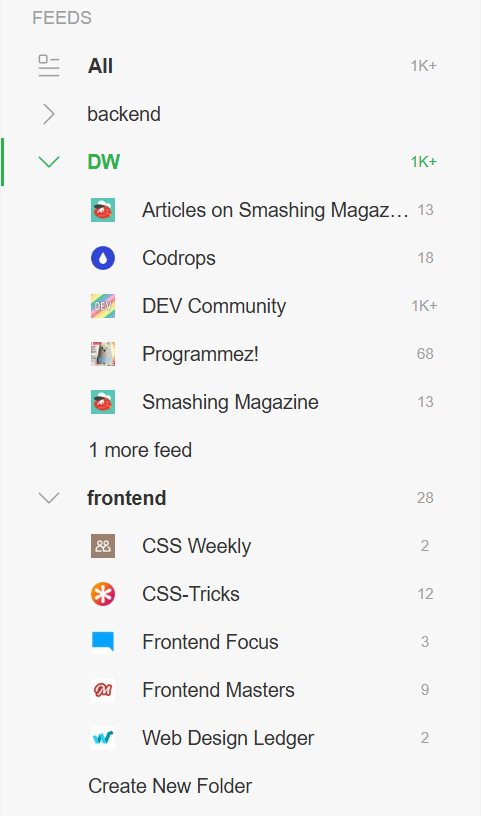 FEEDS
All 1K+
backend
DW 1K+
Articles on Smashing Magaz... 13
Codrops 18
DEV
DEV Community 1K+
Programmez! 68
Smashing Magazine 13
1 more feed
frontend 28
CSS Weekly 2
CSS-Tricks 12
Frontend Focus 3
Frontend Masters 9
Web Design Ledger 2
Create New Folder